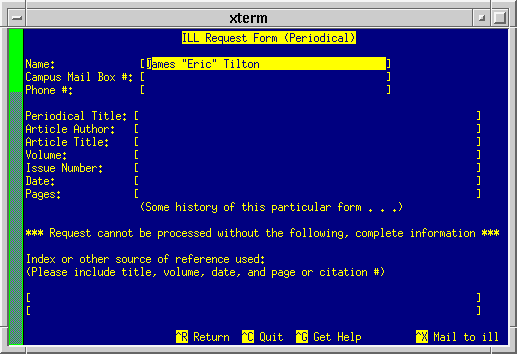 xterm
ILL Request Form (Periodical)
Name: [James "Eric" Tilton ]
Campus Mail Box #: [ ]
Phone #: [ ]
Periodical Title: [ ]
Article Author: [ ]
Article Title: [ ]
Volume: [ ]
Issue Number: [ ]
Date: [ ]
Pages: [ ]
(Some history of this particular form . . .)
*** Request cannot be processed without the following, complete information ***
Index or other source of reference used:
(Please include title, volume, date, and page or citation #)
[ ]
[ ]
^R Return ^C Quit ^G Get Help ^X Mail to ill